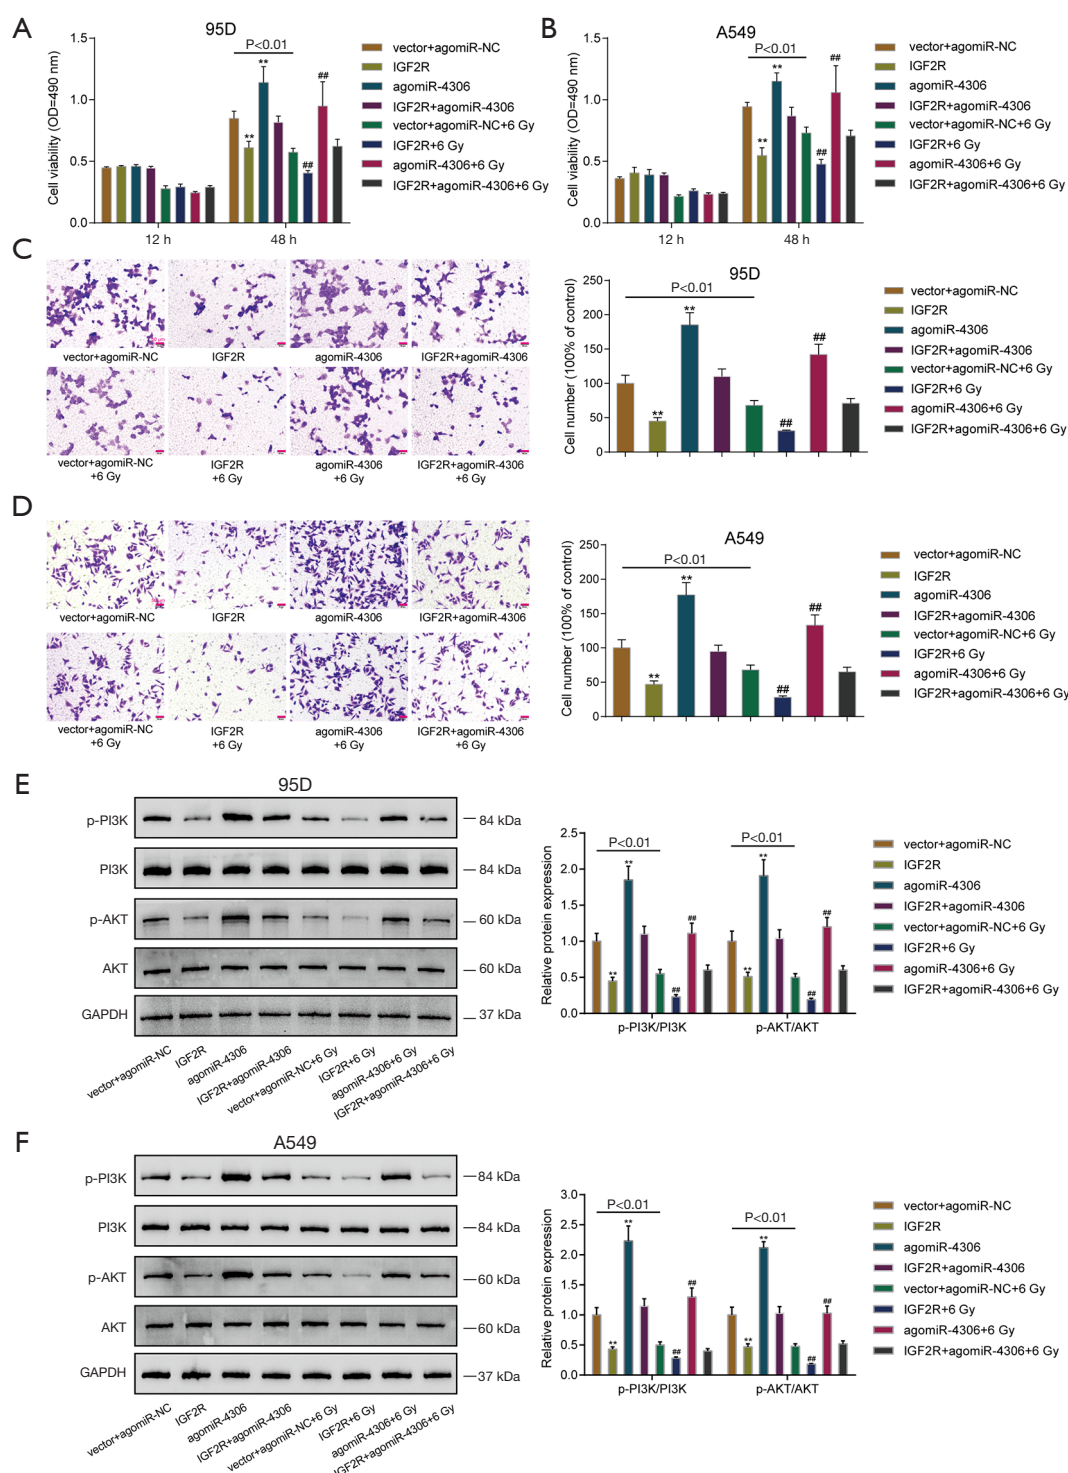 A
95D
Cell viability (OD=490 nm)
1.5
1.0
0.5
0.0
P<0.01
**
**
##
##
12 h
48 h
vector+agomiR-NC
IGF2R
agomiR-4306
IGF2R+agomiR-4306
vector+agomiR-NC+6 Gy
IGF2R+6 Gy
agomiR-4306+6 Gy
IGF2R+agomiR-4306+6 Gy
B
A549
Cell viability (OD=490 nm)
1.5
1.0
0.5
0.0
P<0.01
**
**
##
##
12 h
48 h
vector+agomiR-NC
IGF2R
agomiR-4306
IGF2R+agomiR-4306
vector+agomiR-NC+6 Gy
IGF2R+6 Gy
agomiR-4306+6 Gy
IGF2R+agomiR-4306+6 Gy
C
vector+agomiR-NC
IGF2R
agomiR-4306
IGF2R+agomiR-4306
vector+agomiR-NC
+6 Gy
IGF2R
+6 Gy
agomiR-4306
+6 Gy
IGF2R+agomiR-4306
+6 Gy
95D
Cell number (100% of control)
250
200
150
100
50
0
P<0.01
**
**
##
##
vector+agomiR-NC
IGF2R
agomiR-4306
IGF2R+agomiR-4306
vector+agomiR-NC+6 Gy
IGF2R+6 Gy
agomiR-4306+6 Gy
IGF2R+agomiR-4306+6 Gy
D
vector+agomiR-NC
IGF2R
agomiR-4306
IGF2R+agomiR-4306
vector+agomiR-NC
+6 Gy
IGF2R
+6 Gy
agomiR-4306
+6 Gy
IGF2R+agomiR-4306
+6 Gy
A549
Cell number (100% of control)
250
200
150
100
50
0
P<0.01
**
**
##
##
vector+agomiR-NC
IGF2R
agomiR-4306
IGF2R+agomiR-4306
vector+agomiR-NC+6 Gy
IGF2R+6 Gy
agomiR-4306+6 Gy
IGF2R+agomiR-4306+6 Gy
E
95D
p-PI3K
84 kDa
PI3K
84 kDa
p-AKT
60 kDa
AKT
60 kDa
GAPDH
37 kDa
vector+agomiR-NC
IGF2R
agomiR-4306
IGF2R+agomiR-4306
vector+agomiR-NC+6 Gy
IGF2R+6 Gy
agomiR-4306+6 Gy
IGF2R+agomiR-4306+6 Gy
Relative protein expression
2.5
2.0
1.5
1.0
0.5
0.0
P<0.01
**
**
##
##
P<0.01
**
**
##
##
p-PI3K/PI3K
p-AKT/AKT
vector+agomiR-NC
IGF2R
agomiR-4306
IGF2R+agomiR-4306
vector+agomiR-NC+6 Gy
IGF2R+6 Gy
agomiR-4306+6 Gy
IGF2R+agomiR-4306+6 Gy
F
A549
p-PI3K
84 kDa
PI3K
84 kDa
p-AKT
60 kDa
AKT
60 kDa
GAPDH
37 kDa
vector+agomiR-NC
IGF2R
agomiR-4306
IGF2R+agomiR-4306
vector+agomiR-NC+6 Gy
IGF2R+6 Gy
agomiR-4306+6 Gy
IGF2R+agomiR-4306+6 Gy
Relative protein expression
3.0
2.5
2.0
1.5
1.0
0.5
0.0
P<0.01
**
**
##
##
P<0.01
**
**
##
##
p-PI3K/PI3K
p-AKT/AKT
vector+agomiR-NC
IGF2R
agomiR-4306
IGF2R+agomiR-4306
vector+agomiR-NC+6 Gy
IGF2R+6 Gy
agomiR-4306+6 Gy
IGF2R+agomiR-4306+6 Gy